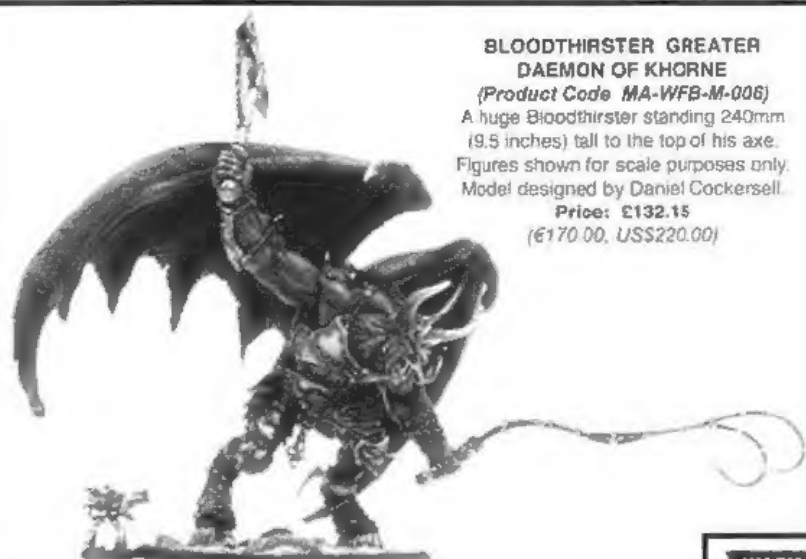 BLOODTHIRSTER GREATER
DAEMON OF KHORNE
(Product Code MA-WFB-M-006)
A huge Bloodthirster standing 240mm
(9.5 inches) tall to the top of his axe.
Figures shown for scale purposes only.
Model designed by Daniel Cockersell.
Price: £132.15
(€170.00, US$220.00)